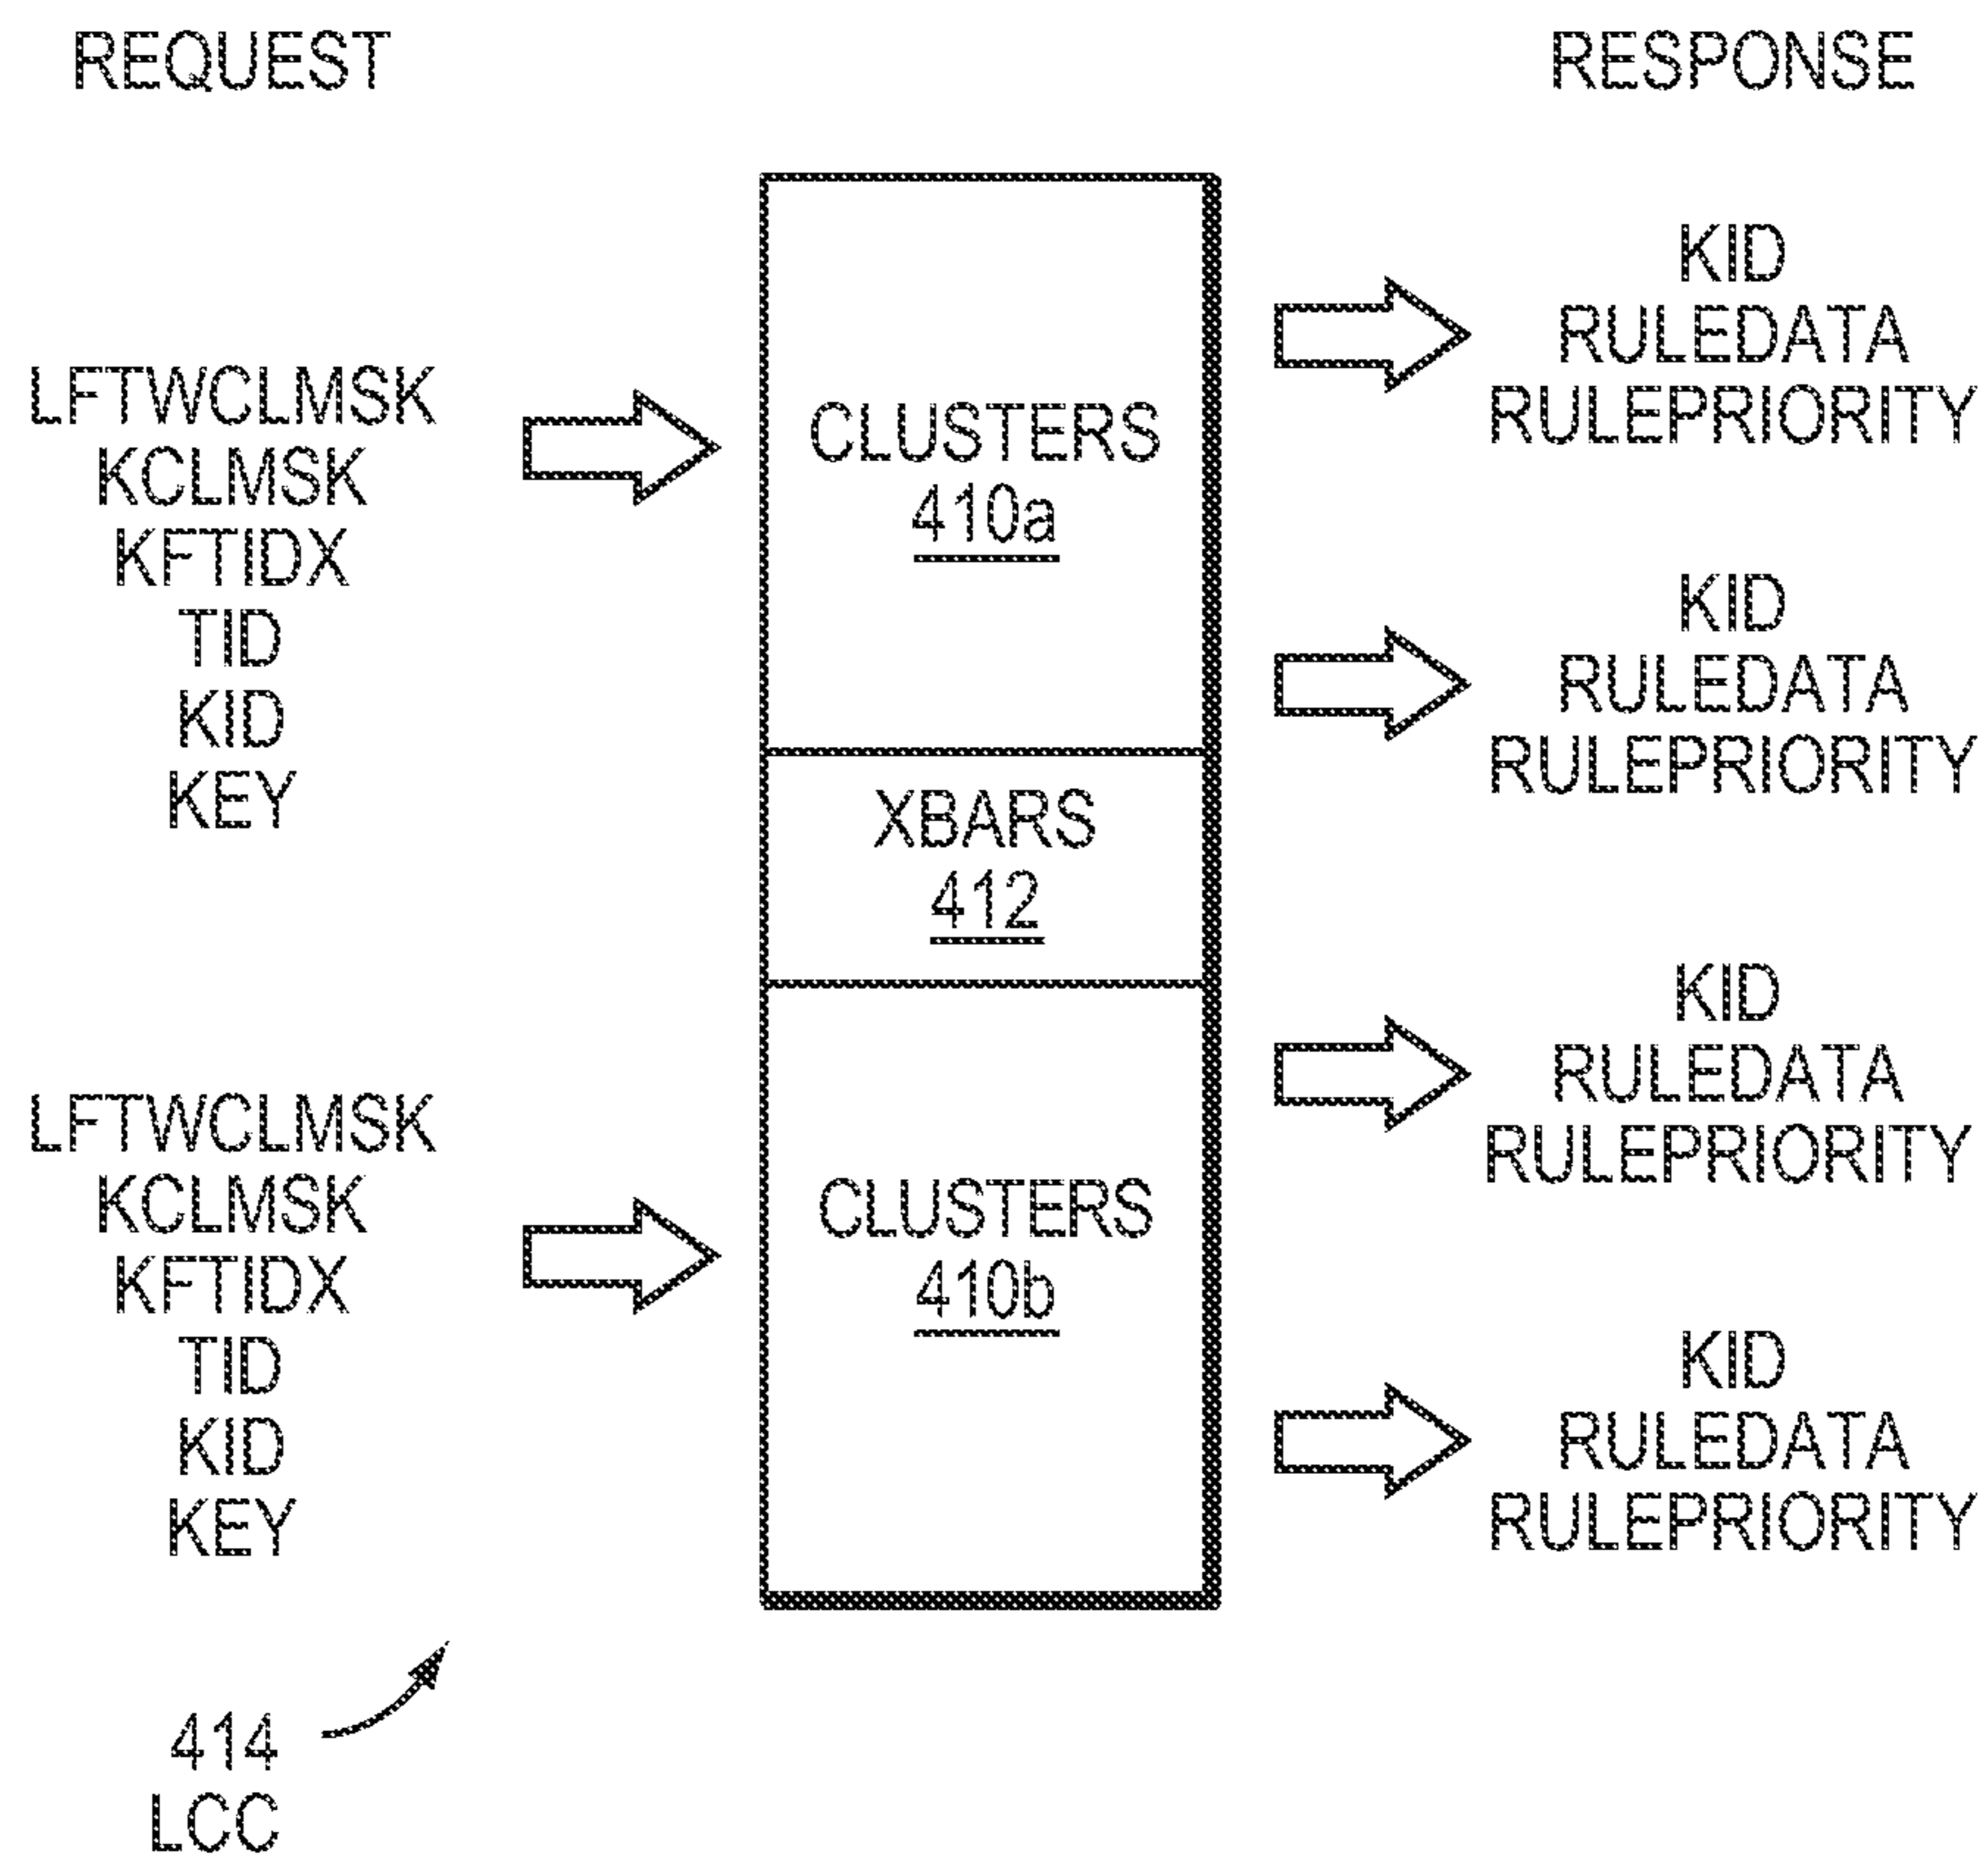 REQUEST
RESPONSE
LFTWCLMSK
KCLMSK
KFTIDX
TID
KID
KEY
CLUSTERS
410a
KID
RULEDATA
RULEPRIORITY
KID
RULEDATA
RULEPRIORITY
XBARS
412
LFTWCLMSK
KCLMSK
KFTIDX
TID
KID
KEY
CLUSTERS
410b
KID
RULEDATA
RULEPRIORITY
KID
RULEDATA
RULEPRIORITY
414
LCC